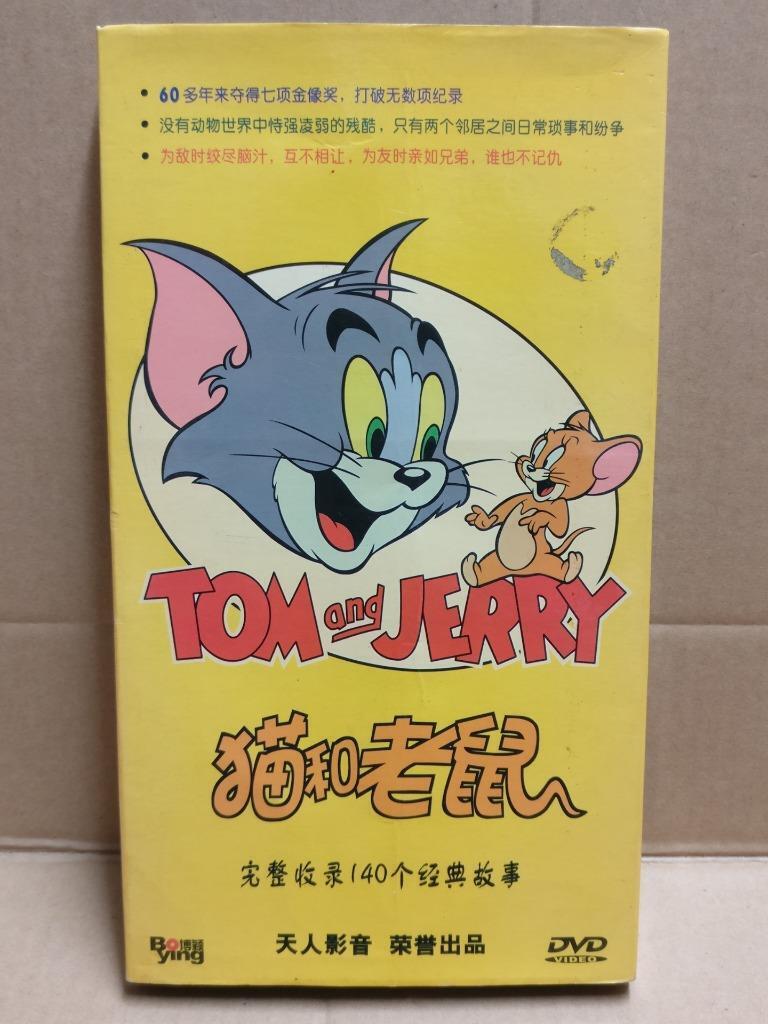 • 60多年来夺得七项金像奖，打破无数项纪录
• 没有动物世界中恃强凌弱的残酷，只有两个邻居之间日常琐事和纷争
• 为敌时绞尽脑汁，互不相让，为友时亲如兄弟，谁也不记仇
TOM and JERRY
猫和老鼠
完整收录140个经典故事
Boying 博颖 天人影音 荣誉出品 DVD VIDEO